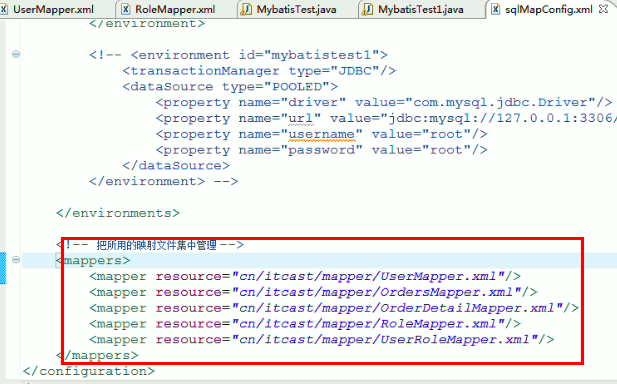 UserMapper.xml RoleMapper.xml MybatisTest.java MybatisTest1.java sqlMapConfig.xml
</environment>
<!-- <environment id="mybatistest1">
<transactionManager type="JDBC"/>
<dataSource type="POOLED">
<property name="driver" value="com.mysql.jdbc.Driver"/>
<property name="url" value="jdbc:mysql://127.0.0.1:3306/
<property name="username" value="root"/>
<property name="password" value="root"/>
</dataSource>
</environment> -->
</environments>
<!-- 把所用的映射文件集中管理 -->
<mappers>
<mapper resource="cn/itcast/mapper/UserMapper.xml"/>
<mapper resource="cn/itcast/mapper/OrdersMapper.xml"/>
<mapper resource="cn/itcast/mapper/OrderDetailMapper.xml"/>
<mapper resource="cn/itcast/mapper/RoleMapper.xml"/>
<mapper resource="cn/itcast/mapper/UserRoleMapper.xml"/>
</mappers>
</configuration>